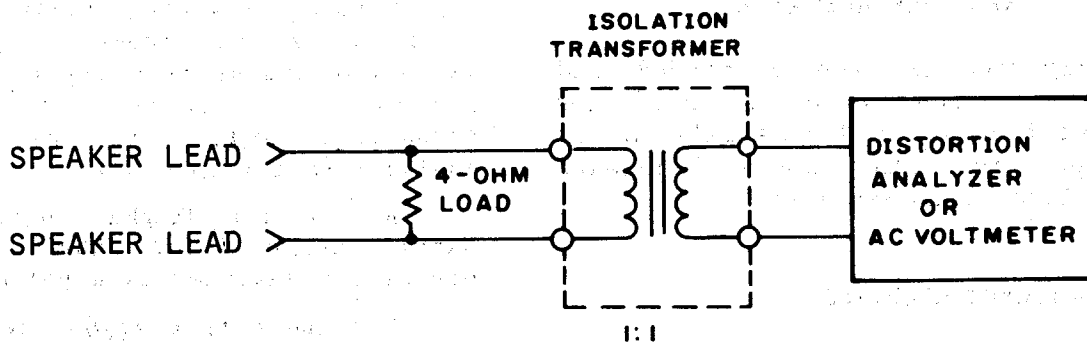 ISOLATION
TRANSFORMER
SPEAKER LEAD
4-OHM
LOAD
SPEAKER LEAD
DISTORTION
ANALYZER
OR
AC VOLTMETER
1:1